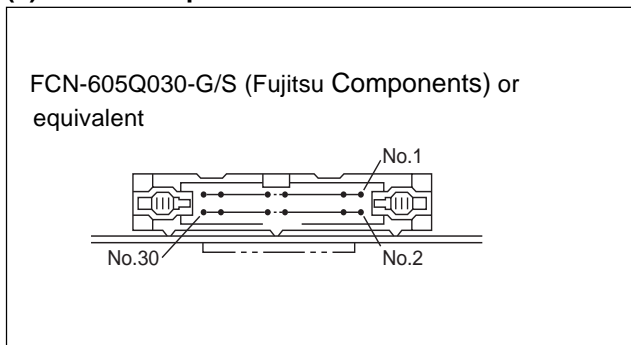 FCN-605Q030-G/S (Fujitsu Components) or
equivalent
No.1
No.30
No.2